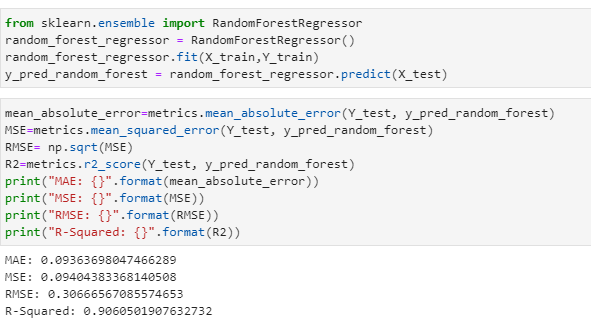 from sklearn.ensemble import RandomForestRegressor
random_forest_regressor = RandomForestRegressor()
random_forest_regressor.fit(X_train,Y_train)
y_pred_random_forest = random_forest_regressor.predict(X_test)
mean_absolute_error=metrics.mean_absolute_error(Y_test, y_pred_random_forest)
MSE=metrics.mean_squared_error(Y_test, y_pred_random_forest)
RMSE= np.sqrt(MSE)
R2=metrics.r2_score(Y_test, y_pred_random_forest)
print("MAE: {}".format(mean_absolute_error))
print("MSE: {}".format(MSE))
print("RMSE: {}".format(RMSE))
print("R-Squared: {}".format(R2))
MAE: 0.09363698047466289
MSE: 0.09404383368140508
RMSE: 0.30666567085574653
R-Squared: 0.9060501907632732